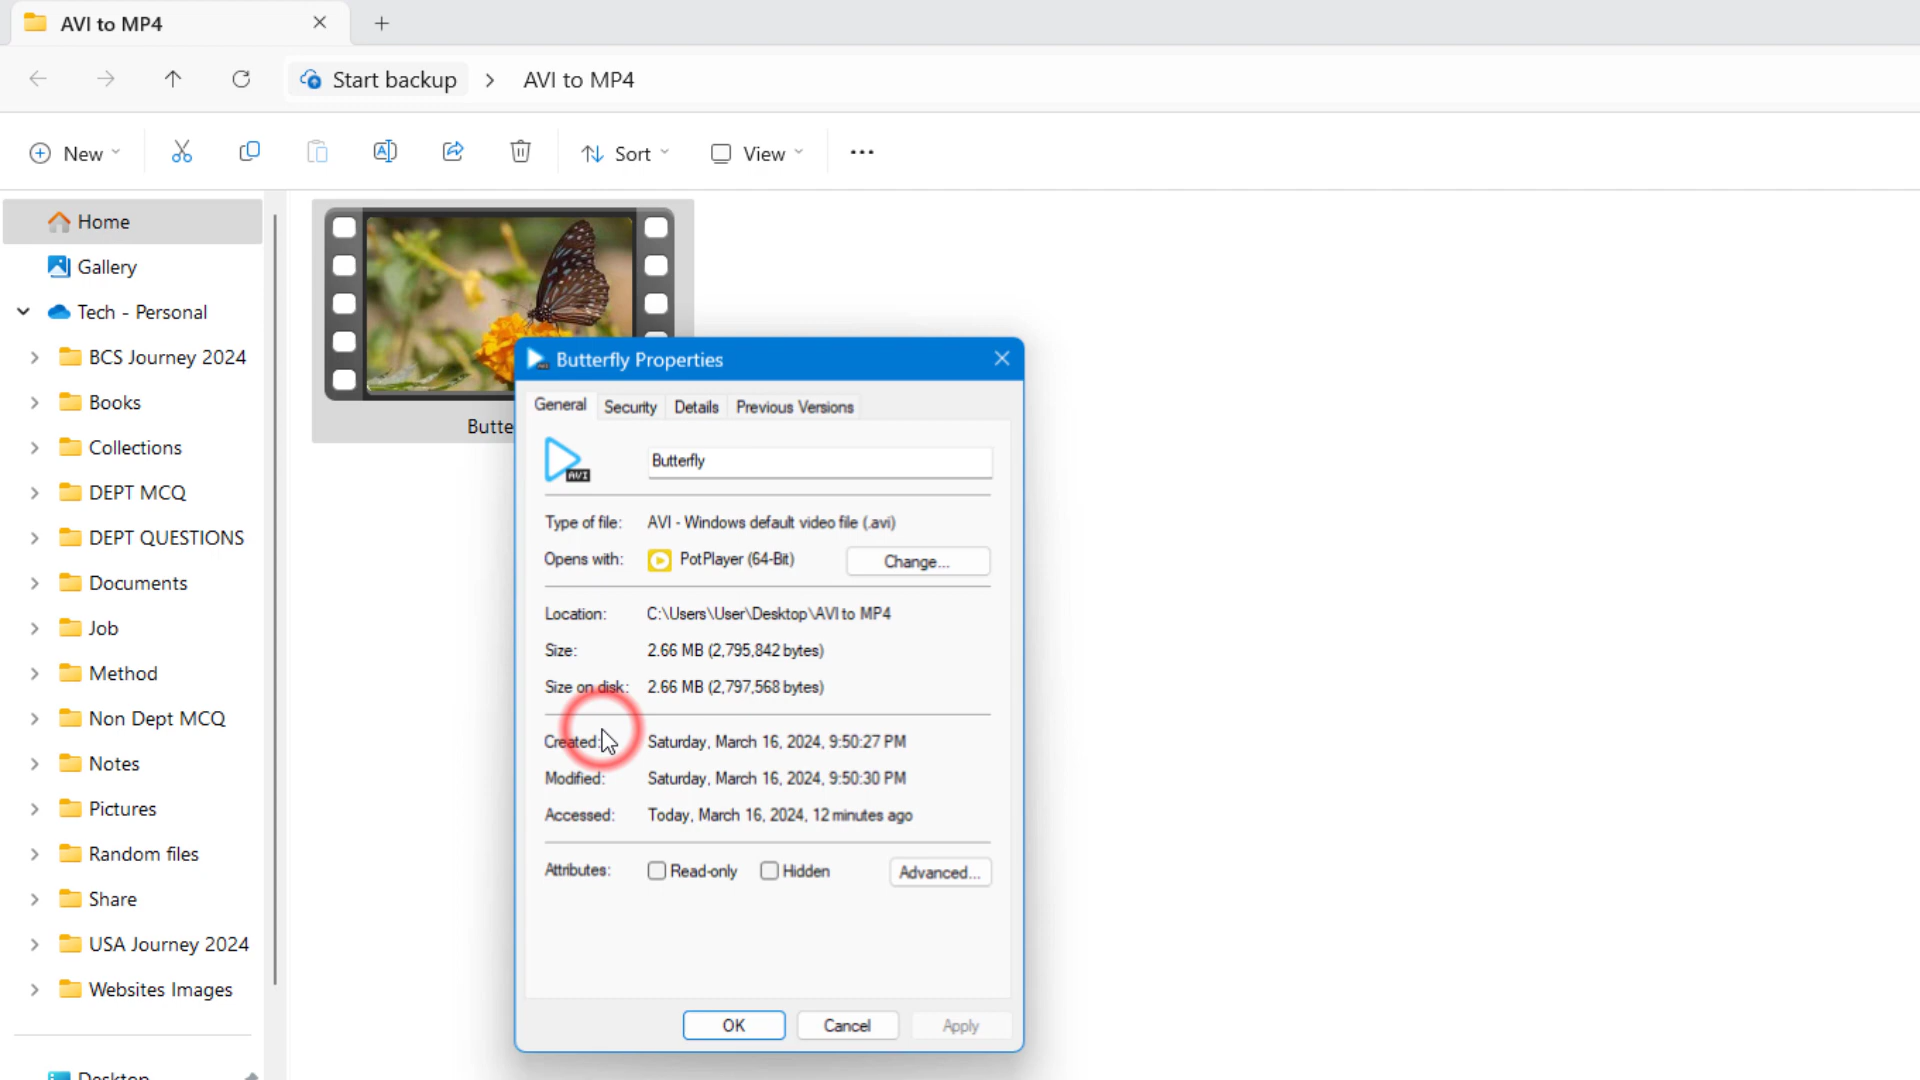 AVI to MP4
Start backup > AVI to MP4
New
Sort
View
Home
Gallery
Tech - Personal
BCS Journey 2024
Books
Collections
DEPT MCQ
DEPT QUESTIONS
Documents
Job
Method
Non Dept MCQ
Notes
Pictures
Random files
Share
USA Journey 2024
Websites Images
Desktop
Butte
Butterfly Properties
General Security Details Previous Versions
AVI
Butterfly
Type of file: AVI - Windows default video file (.avi)
Opens with: PotPlayer (64-Bit) Change...
Location: C:\Users\User\Desktop\AVI to MP4
Size: 2.66 MB (2,795,842 bytes)
Size on disk: 2.66 MB (2,797,568 bytes)
Created: Saturday, March 16, 2024, 9:50:27 PM
Modified: Saturday, March 16, 2024, 9:50:30 PM
Accessed: Today, March 16, 2024, 12 minutes ago
Attributes: Read-only Hidden Advanced...
OK Cancel Apply